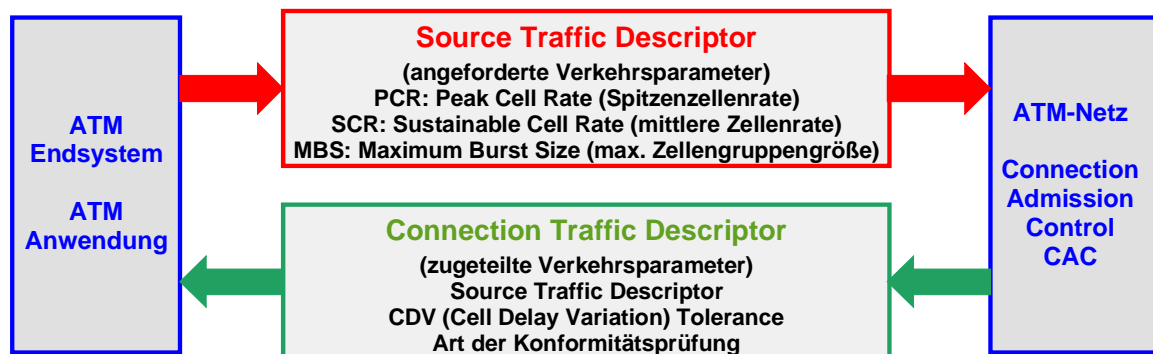 ATM
Endsystem
ATM
Anwendung
Source Traffic Descriptor
(angeforderte Verkehrsparameter)
PCR: Peak Cell Rate (Spitzenzellenrate)
SCR: Sustainable Cell Rate (mittlere Zellenrate)
MBS: Maximum Burst Size (max. Zellengruppengröße)
Connection Traffic Descriptor
(zugeteilte Verkehrsparameter)
Source Traffic Descriptor
CDV (Cell Delay Variation) Tolerance
Art der Konformitätsprüfung
ATM-Netz
Connection
Admission
Control
CAC